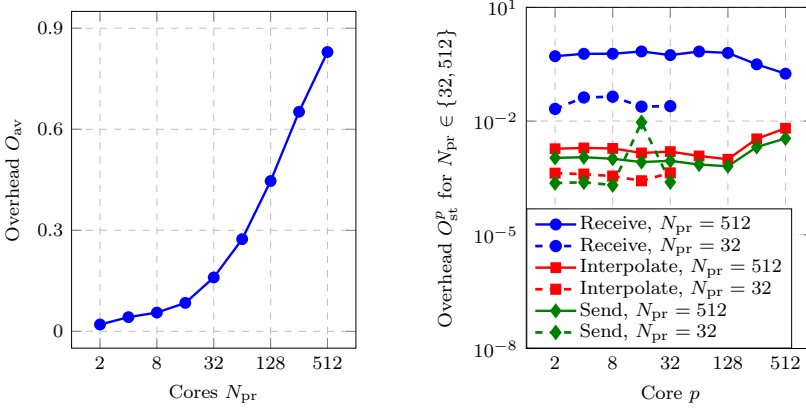 0.9
0.6
0.3
0
2 8 32 128 512
Cores N_pr
Overhead O_av
10^−1
10^−2
10^−5
10^−8
2 8 32 128 512
Core p
Overhead O^p_st for N_pr ∈ {32, 512}
Receive, N_pr = 512
Receive, N_pr = 32
Interpolate, N_pr = 512
Interpolate, N_pr = 32
Send, N_pr = 512
Send, N_pr = 32